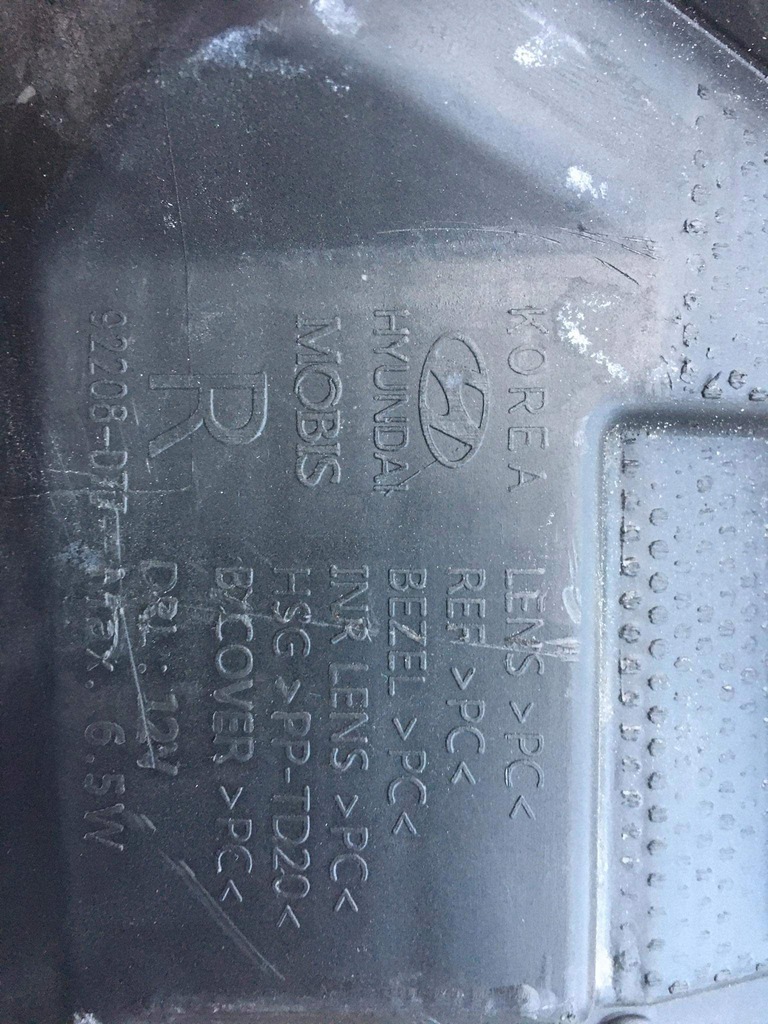 KOREA
HYUNDAI
MOBIS
R
LENS >PC<
REF >PC<
BEZEL >PC<
INR LENS >PC<
HSG >PP-TD20<
B/COVER >PC<
12V
6.5W